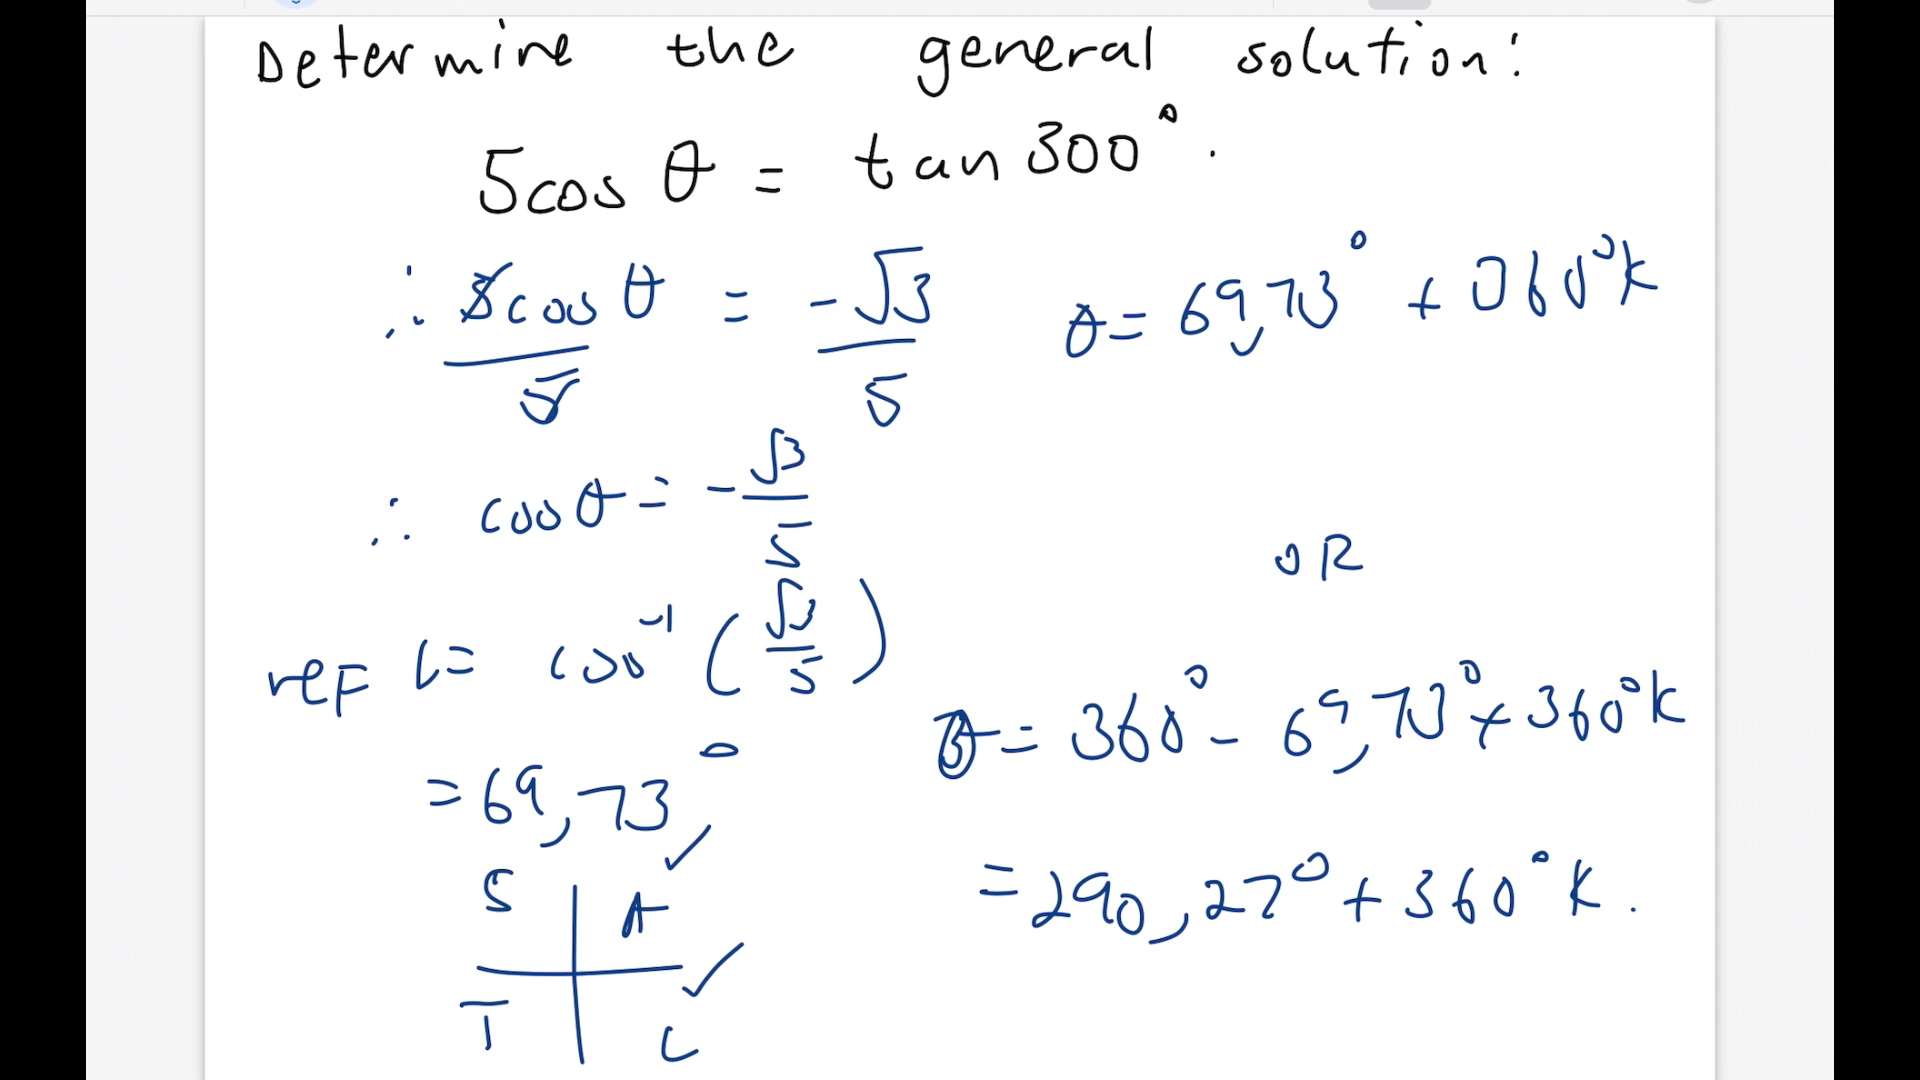 Determine the general solution:
5cos θ = tan 300°.
∴ 5cos θ / 5 = -√3 / 5
∴ cos θ = -√3/5
ref ∠ = cos⁻¹ (√3/5)
= 69,73°
S A ✓
T C ✓
θ = 69,73° + 360°k
OR
θ = 360° - 69,73° + 360°k
= 290,27° + 360°k.